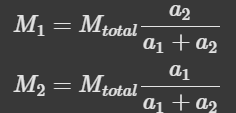 M₁ = M_total a₂ / (a₁ + a₂)
M₂ = M_total a₁ / (a₁ + a₂)